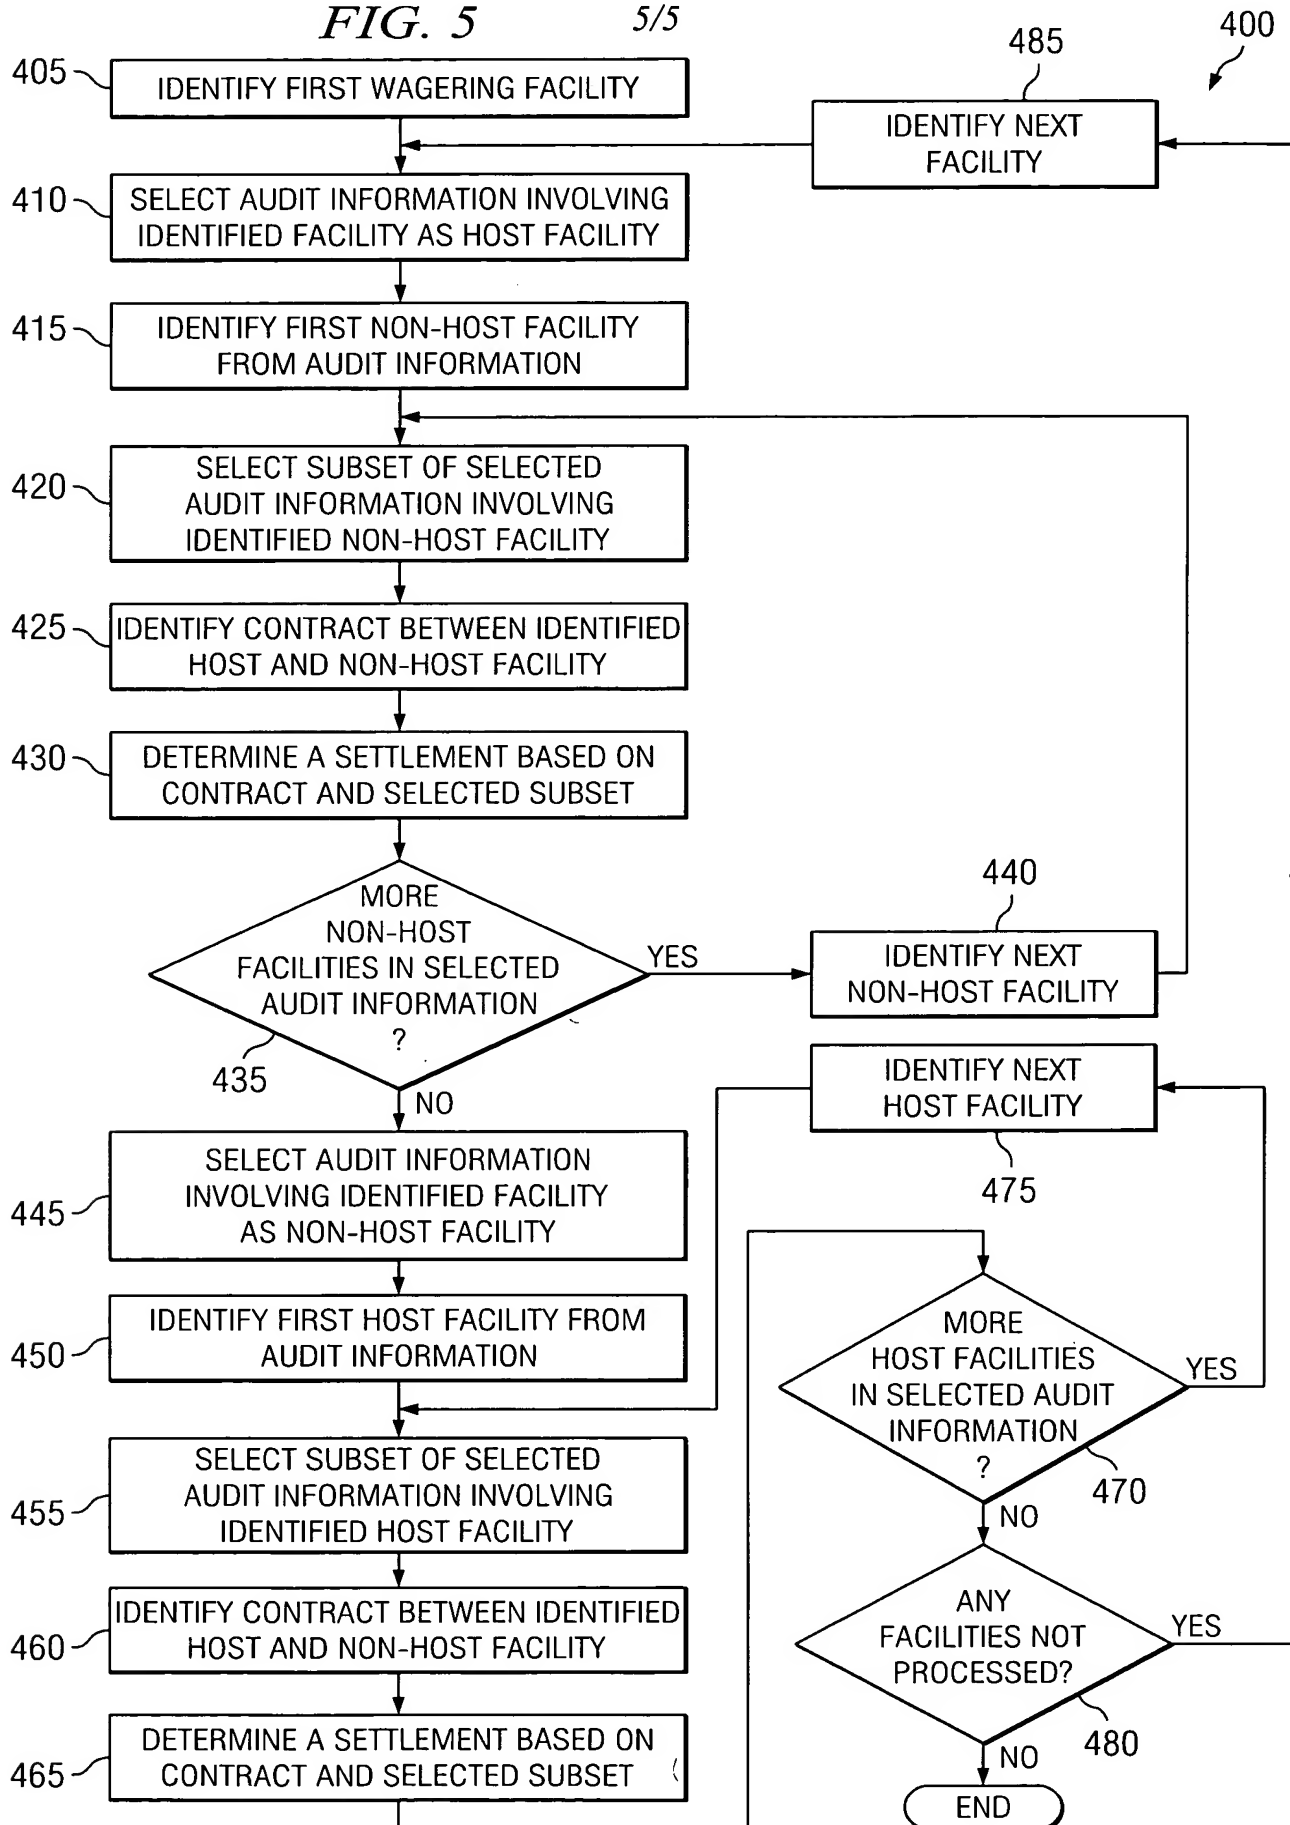 FIG. 5
5/5
400
405
IDENTIFY FIRST WAGERING FACILITY
485
IDENTIFY NEXT
FACILITY
410
SELECT AUDIT INFORMATION INVOLVING
IDENTIFIED FACILITY AS HOST FACILITY
415
IDENTIFY FIRST NON-HOST FACILITY
FROM AUDIT INFORMATION
420
SELECT SUBSET OF SELECTED
AUDIT INFORMATION INVOLVING
IDENTIFIED NON-HOST FACILITY
425
IDENTIFY CONTRACT BETWEEN IDENTIFIED
HOST AND NON-HOST FACILITY
430
DETERMINE A SETTLEMENT BASED ON
CONTRACT AND SELECTED SUBSET
MORE
NON-HOST
FACILITIES IN SELECTED
AUDIT INFORMATION
?
435
YES
NO
440
IDENTIFY NEXT
NON-HOST FACILITY
IDENTIFY NEXT
HOST FACILITY
475
445
SELECT AUDIT INFORMATION
INVOLVING IDENTIFIED FACILITY
AS NON-HOST FACILITY
450
IDENTIFY FIRST HOST FACILITY FROM
AUDIT INFORMATION
455
SELECT SUBSET OF SELECTED
AUDIT INFORMATION INVOLVING
IDENTIFIED HOST FACILITY
460
IDENTIFY CONTRACT BETWEEN IDENTIFIED
HOST AND NON-HOST FACILITY
465
DETERMINE A SETTLEMENT BASED ON
CONTRACT AND SELECTED SUBSET
MORE
HOST FACILITIES
IN SELECTED AUDIT
INFORMATION
?
YES
470
NO
ANY
FACILITIES NOT
PROCESSED?
YES
480
NO
END